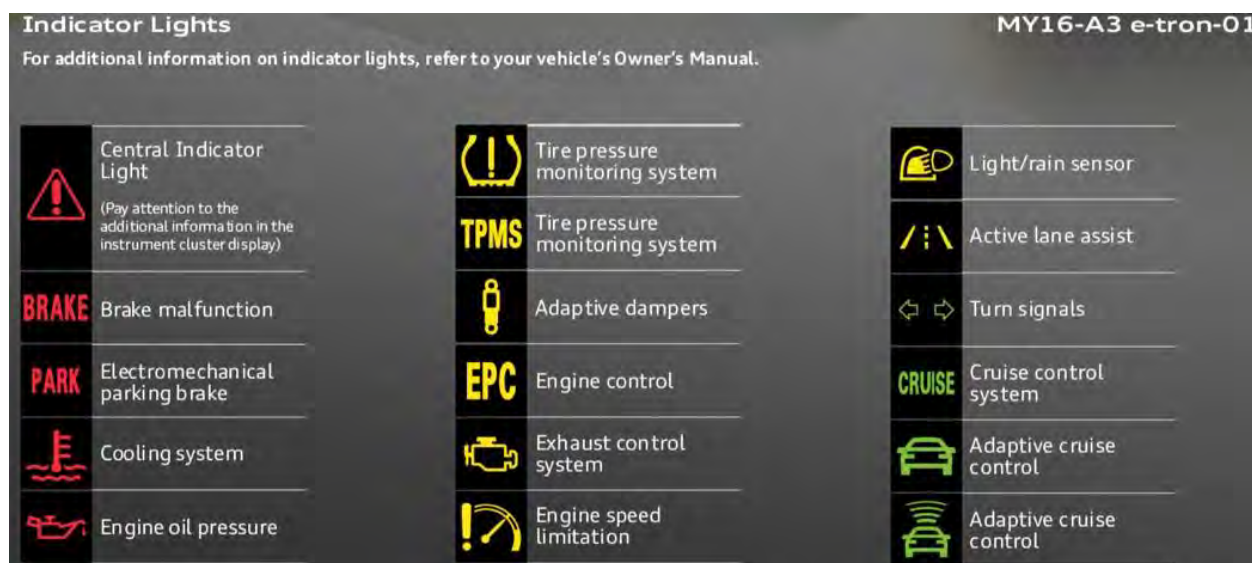 Indicator Lights
MY16-A3 e-tron-01
For additional information on indicator lights, refer to your vehicle's Owner's Manual.
Central Indicator
Light
(Pay attention to the
additional information in the
instrument cluster display)
BRAKE Brake malfunction
PARK Electromechanical
parking brake
Cooling system
Engine oil pressure
Tire pressure
monitoring system
TPMS Tire pressure
monitoring system
Adaptive dampers
EPC Engine control
Exhaust control
system
Engine speed
limitation
Light/rain sensor
Active lane assist
Turn signals
CRUISE Cruise control
system
Adaptive cruise
control
Adaptive cruise
control